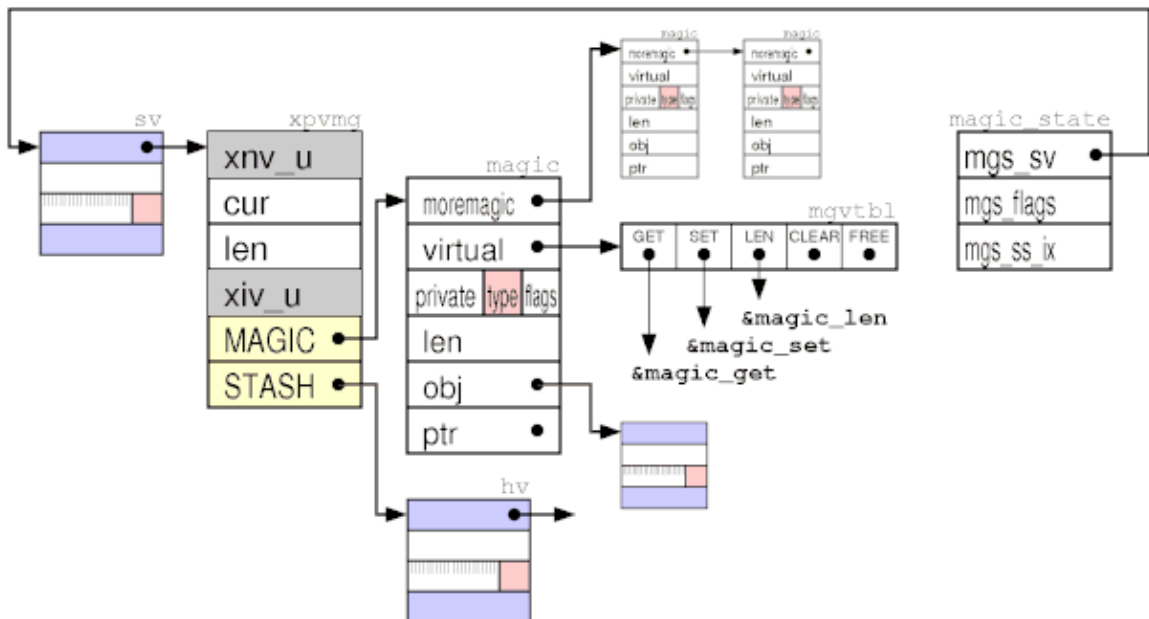 sv
xpvmg
xnv_u
cur
len
xiv_u
MAGIC
STASH
magic
moremagic
virtual
private type flags
len
obj
ptr
magic
moremagic
virtual
private type flags
len
obj
ptr
magic
moremagic
virtual
private type flags
len
obj
ptr
mgvtbl
GET SET LEN CLEAR FREE
&magic_len
&magic_set
&magic_get
magic_state
mgs_sv
mgs_flags
mgs_ss_ix
hv